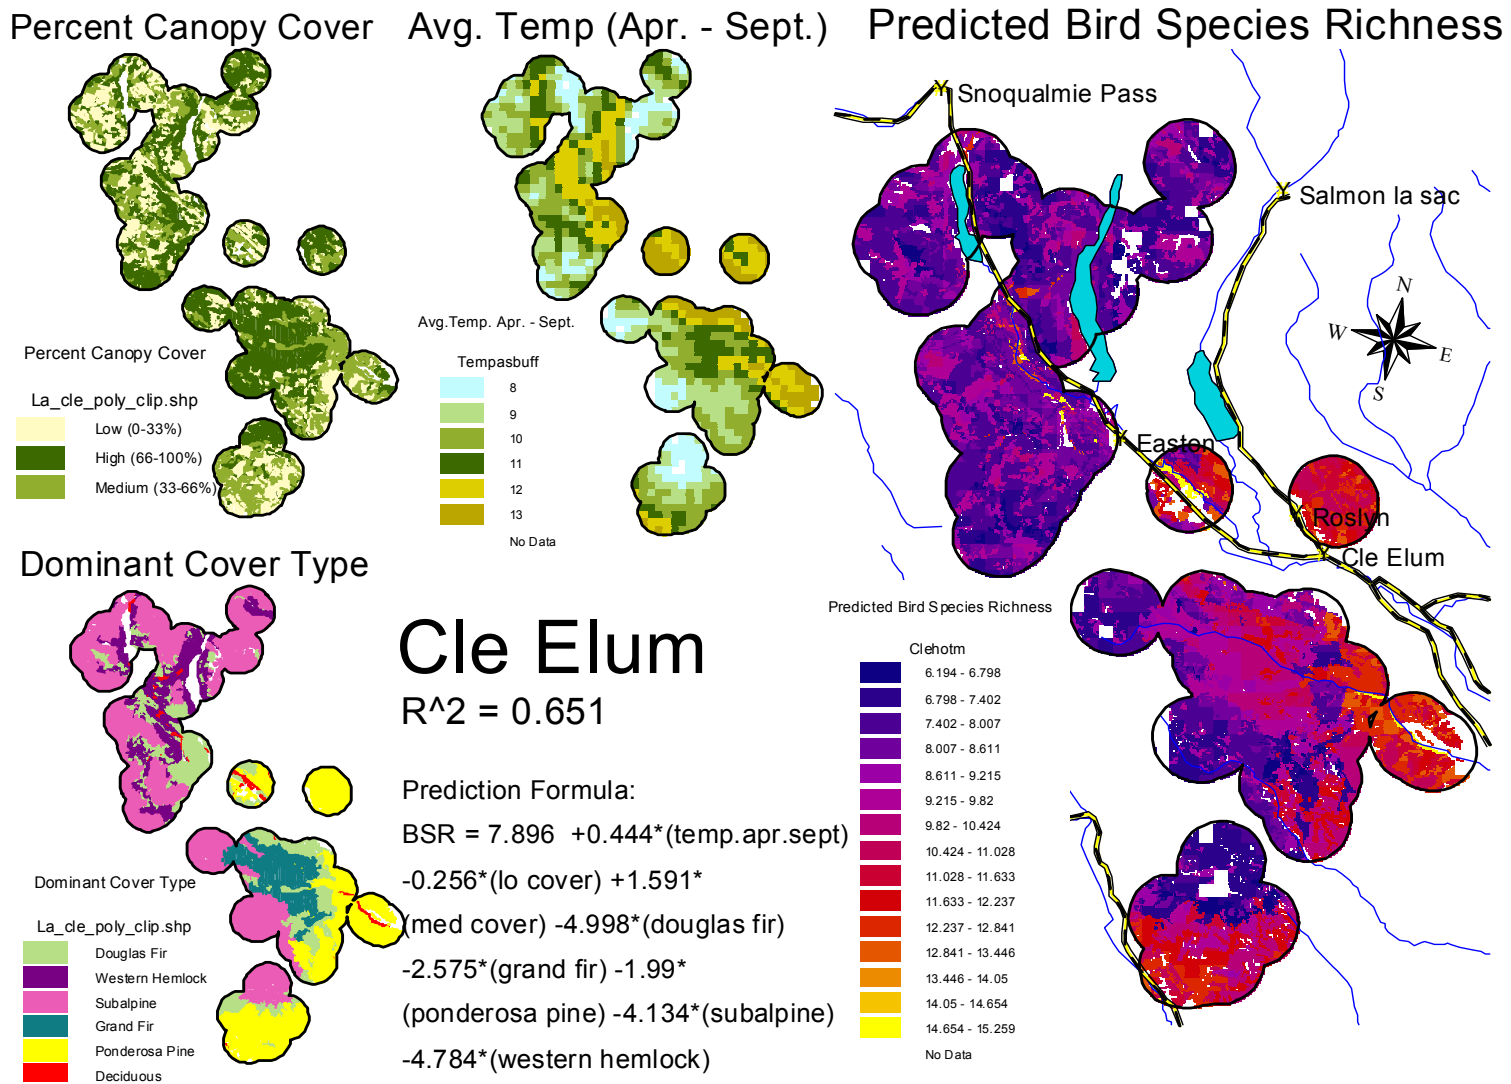 Percent Canopy Cover
Percent Canopy Cover
La_cle_poly_clip.shp
Low (0-33%)
High (66-100%)
Medium (33-66%)
Avg. Temp (Apr. - Sept.)
Avg.Temp. Apr. - Sept.
Tempasbuff
8
9
10
11
12
13
No Data
Predicted Bird Species Richness
Snoqualmie Pass
Salmon la sac
N
W
E
S
Easton
Roslyn
Cle Elum
Predicted Bird Species Richness
Clehotm
6.194 - 6.798
6.798 - 7.402
7.402 - 8.007
8.007 - 8.611
8.611 - 9.215
9.215 - 9.82
9.82 - 10.424
10.424 - 11.028
11.028 - 11.633
11.633 - 12.237
12.237 - 12.841
12.841 - 13.446
13.446 - 14.05
14.05 - 14.654
14.654 - 15.259
No Data
Dominant Cover Type
Dominant Cover Type
La_cle_poly_clip.shp
Douglas Fir
Western Hemlock
Subalpine
Grand Fir
Ponderosa Pine
Deciduous
Cle Elum
R^2 = 0.651
Prediction Formula:
BSR = 7.896 +0.444*(temp.apr.sept)
-0.256*(lo cover) +1.591*
(med cover) -4.998*(douglas fir)
-2.575*(grand fir) -1.99*
(ponderosa pine) -4.134*(subalpine)
-4.784*(western hemlock)